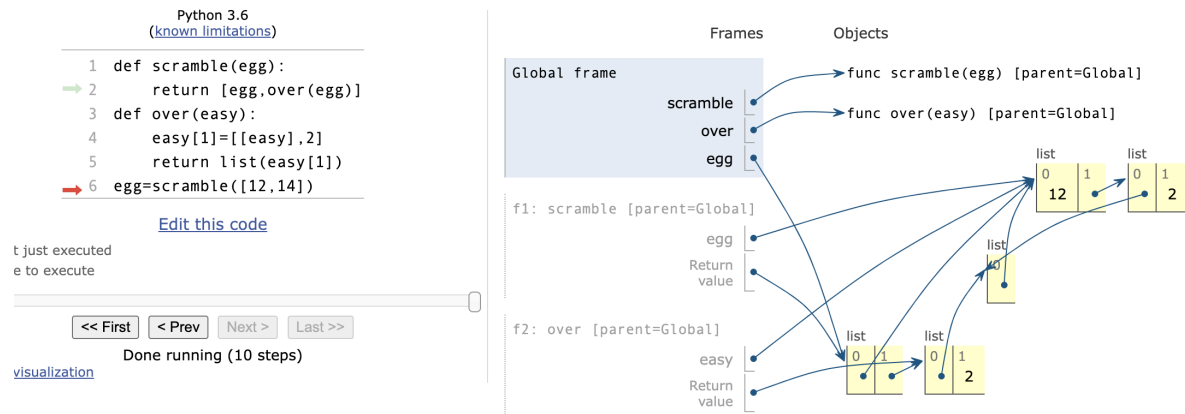 Python 3.6
(known limitations)
1 def scramble(egg):
2     return [egg,over(egg)]
3 def over(easy):
4     easy[1]=[[easy],2]
5     return list(easy[1])
6 egg=scramble([12,14])
Edit this code
t just executed
e to execute
<< First
< Prev
Next >
Last >>
Done running (10 steps)
visualization
Frames
Objects
Global frame
scramble
over
egg
func scramble(egg) [parent=Global]
func over(easy) [parent=Global]
list
0 1
12
list
0 1
2
f1: scramble [parent=Global]
egg
Return
value
list
0
f2: over [parent=Global]
easy
Return
value
list
0 1
list
0 1
2